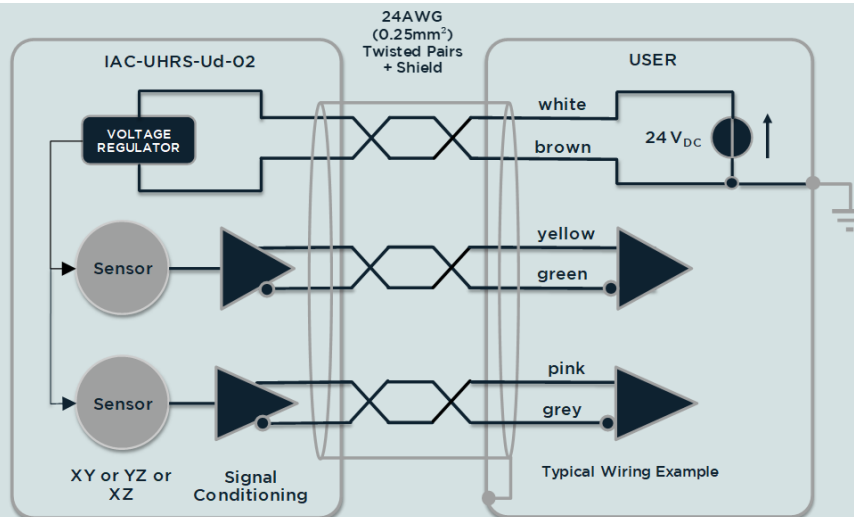 24AWG
(0.25mm²)
Twisted Pairs
+ Shield
IAC-UHRS-Ud-02
USER
white
VOLTAGE
REGULATOR
24 VDC
brown
yellow
Sensor
green
pink
Sensor
grey
XY or YZ or
XZ
Signal
Conditioning
Typical Wiring Example